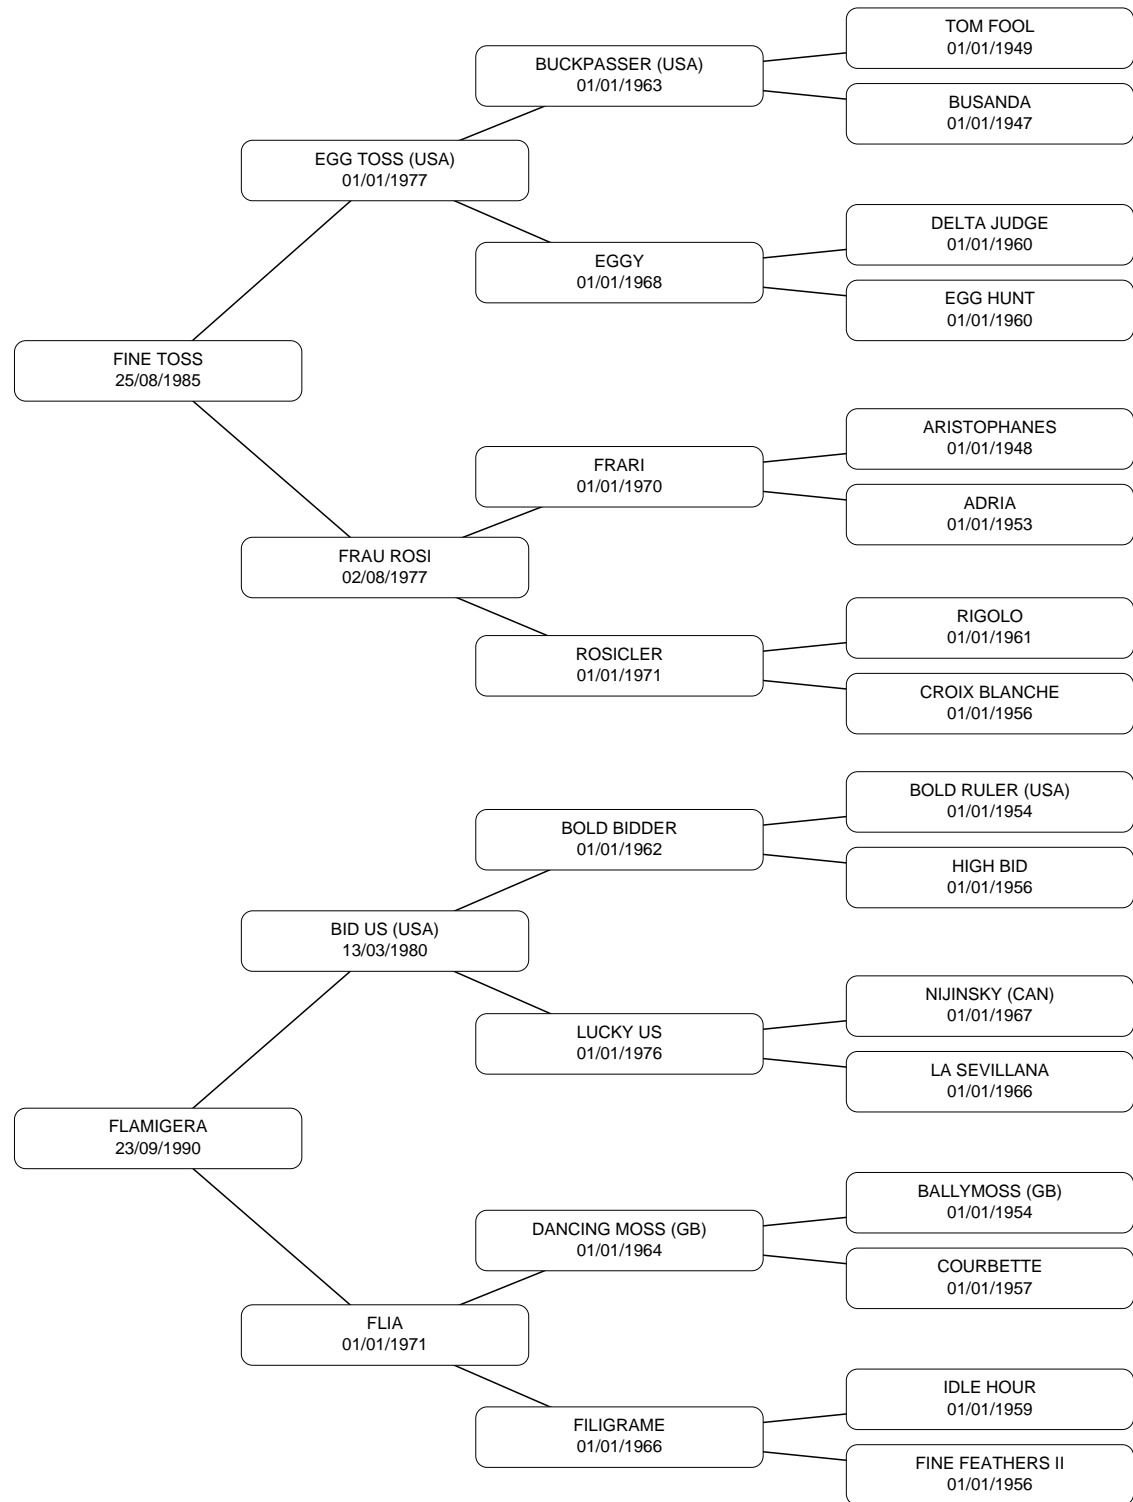 TOM FOOL
01/01/1949
BUCKPASSER (USA)
01/01/1963
BUSANDA
01/01/1947
EGG TOSS (USA)
01/01/1977
DELTA JUDGE
01/01/1960
EGGY
01/01/1968
EGG HUNT
01/01/1960
FINE TOSS
25/08/1985
ARISTOPHANES
01/01/1948
FRARI
01/01/1970
ADRIA
01/01/1953
FRAU ROSI
02/08/1977
RIGOLO
01/01/1961
ROSICLER
01/01/1971
CROIX BLANCHE
01/01/1956
BOLD RULER (USA)
01/01/1954
BOLD BIDDER
01/01/1962
HIGH BID
01/01/1956
BID US (USA)
13/03/1980
NIJINSKY (CAN)
01/01/1967
LUCKY US
01/01/1976
LA SEVILLANA
01/01/1966
FLAMIGERA
23/09/1990
BALLYMOSS (GB)
01/01/1954
DANCING MOSS (GB)
01/01/1964
COURBETTE
01/01/1957
FLIA
01/01/1971
IDLE HOUR
01/01/1959
FILIGRAME
01/01/1966
FINE FEATHERS II
01/01/1956